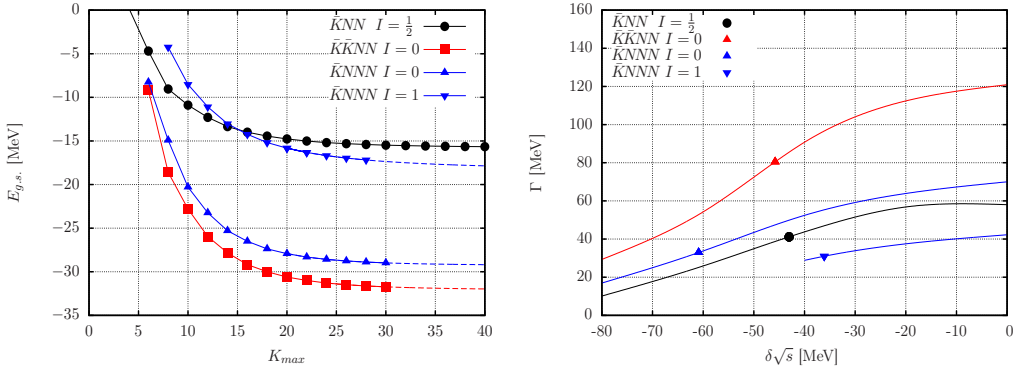 0
−5
−10
−15
−20
−25
−30
−35
E_{g.s.} [MeV]
K̄NN I = 1/2
K̄K̄NN I = 0
K̄NNN I = 0
K̄NNN I = 1
0 5 10 15 20 25 30 35 40
K_{max}
160
140
120
100
80
60
40
20
0
Γ [MeV]
K̄NN I = 1/2
K̄K̄NN I = 0
K̄NNN I = 0
K̄NNN I = 1
−80 −70 −60 −50 −40 −30 −20 −10 0
δ√s [MeV]